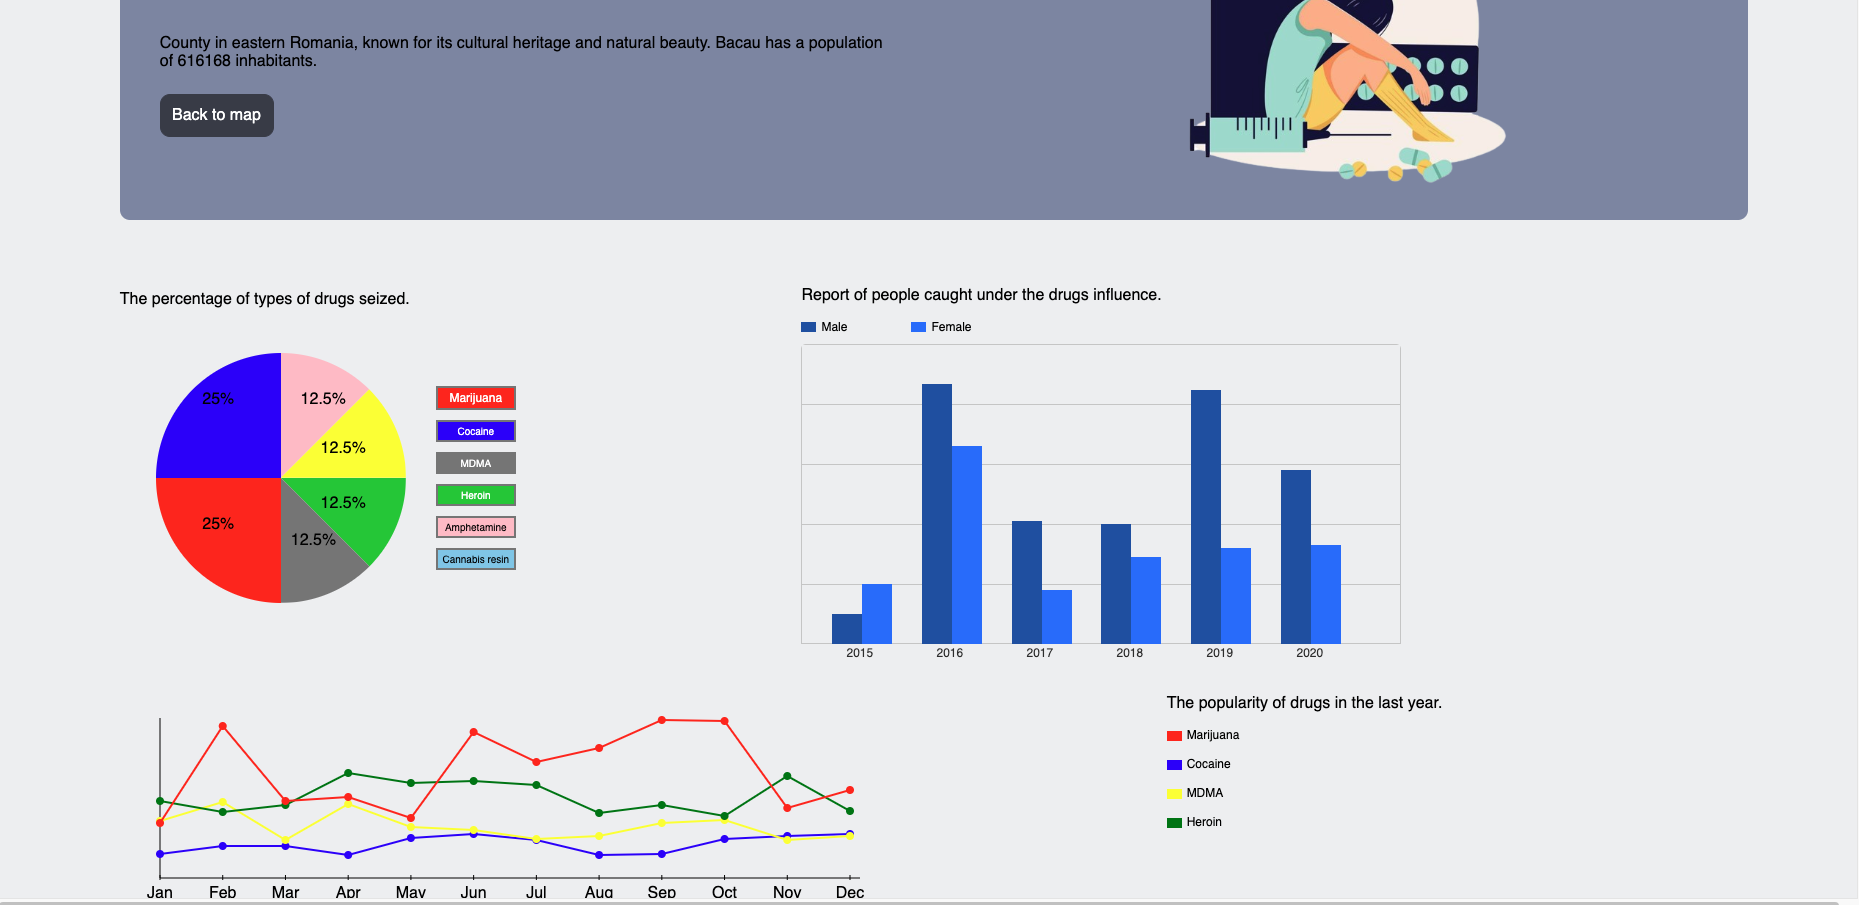 County in eastern Romania, known for its cultural heritage and natural beauty. Bacau has a population
of 616168 inhabitants.
Back to map
The percentage of types of drugs seized.
25%
12.5%
12.5%
12.5%
12.5%
25%
Marijuana
Cocaine
MDMA
Heroin
Amphetamine
Cannabis resin
Report of people caught under the drugs influence.
Male Female
2015 2016 2017 2018 2019 2020
Jan Feb Mar Apr May Jun Jul Aug Sep Oct Nov Dec
The popularity of drugs in the last year.
Marijuana
Cocaine
MDMA
Heroin